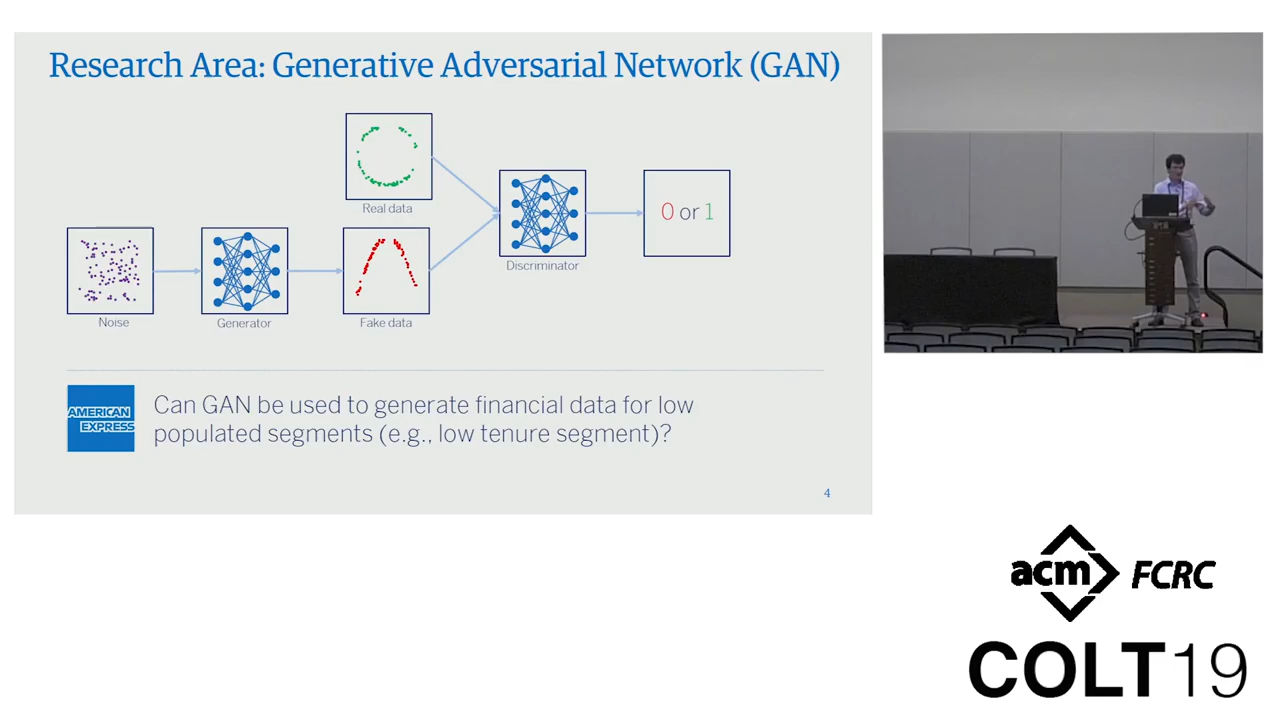 Research Area: Generative Adversarial Network (GAN)
Real data
0 or 1
Discriminator
Noise
Generator
Fake data
AMERICAN
EXPRESS
Can GAN be used to generate financial data for low
populated segments (e.g., low tenure segment)?
4
acm FCRC
COLT19